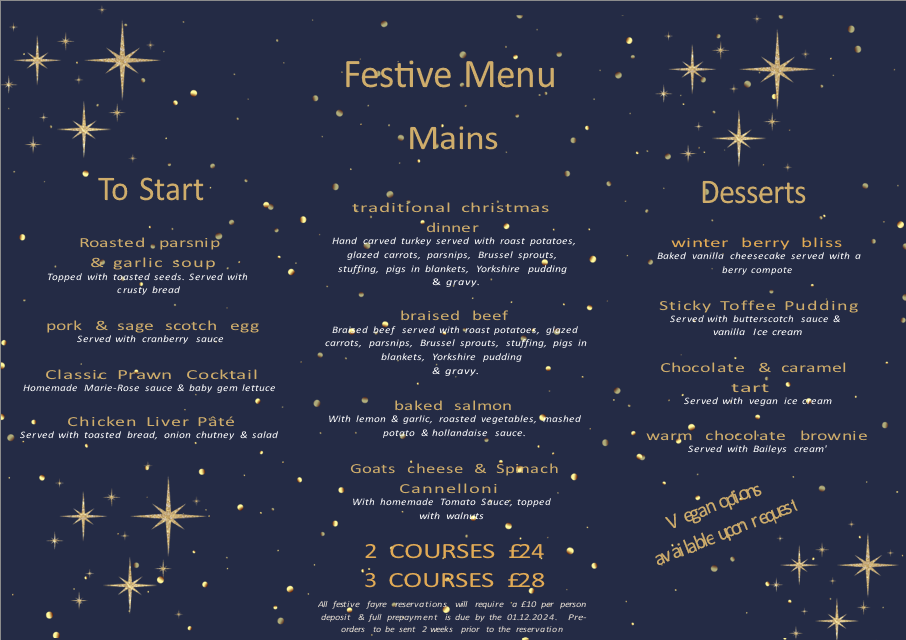 Festive Menu
To Start
Roasted parsnip
& garlic soup
Topped with toasted seeds. Served with
crusty bread
pork & sage scotch egg
Served with cranberry sauce
Classic Prawn Cocktail
Homemade Marie-Rose sauce & baby gem lettuce
Chicken Liver Pâté
Served with toasted bread, onion chutney & salad
Mains
traditional christmas
dinner
Hand carved turkey served with roast potatoes,
glazed carrots, parsnips, Brussel sprouts,
stuffing, pigs in blankets, Yorkshire pudding
& gravy.
braised beef
Braised beef served with roast potatoes, glazed
carrots, parsnips, Brussel sprouts, stuffing, pigs in
blankets, Yorkshire pudding
& gravy.
baked salmon
With lemon & garlic, roasted vegetables, mashed
potato & hollandaise sauce.
Goats cheese & Spinach
Cannelloni
With homemade Tomato Sauce, topped
with walnuts
2 COURSES £24
3 COURSES £28
All festive fayre reservations will require a £10 per person
deposit & full prepayment is due by the 01.12.2024. Pre-
orders to be sent 2 weeks prior to the reservation
Desserts
winter berry bliss
Baked vanilla cheesecake served with a
berry compote
Sticky Toffee Pudding
Served with butterscotch sauce &
vanilla Ice cream
Chocolate & caramel
tart
Served with vegan ice cream
warm chocolate brownie
Served with Baileys cream'
Vegan options
available upon request